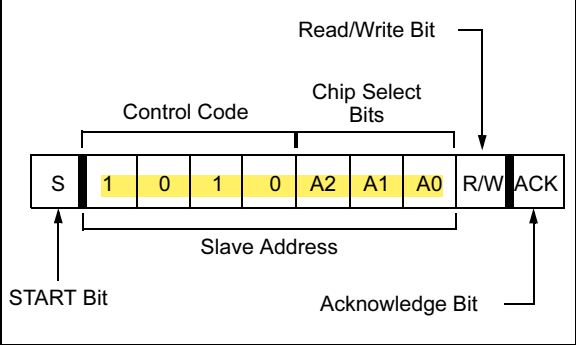 Read/Write Bit
Control Code
Chip Select
Bits
S 1 0 1 0 A2 A1 A0 R/W ACK
Slave Address
START Bit
Acknowledge Bit